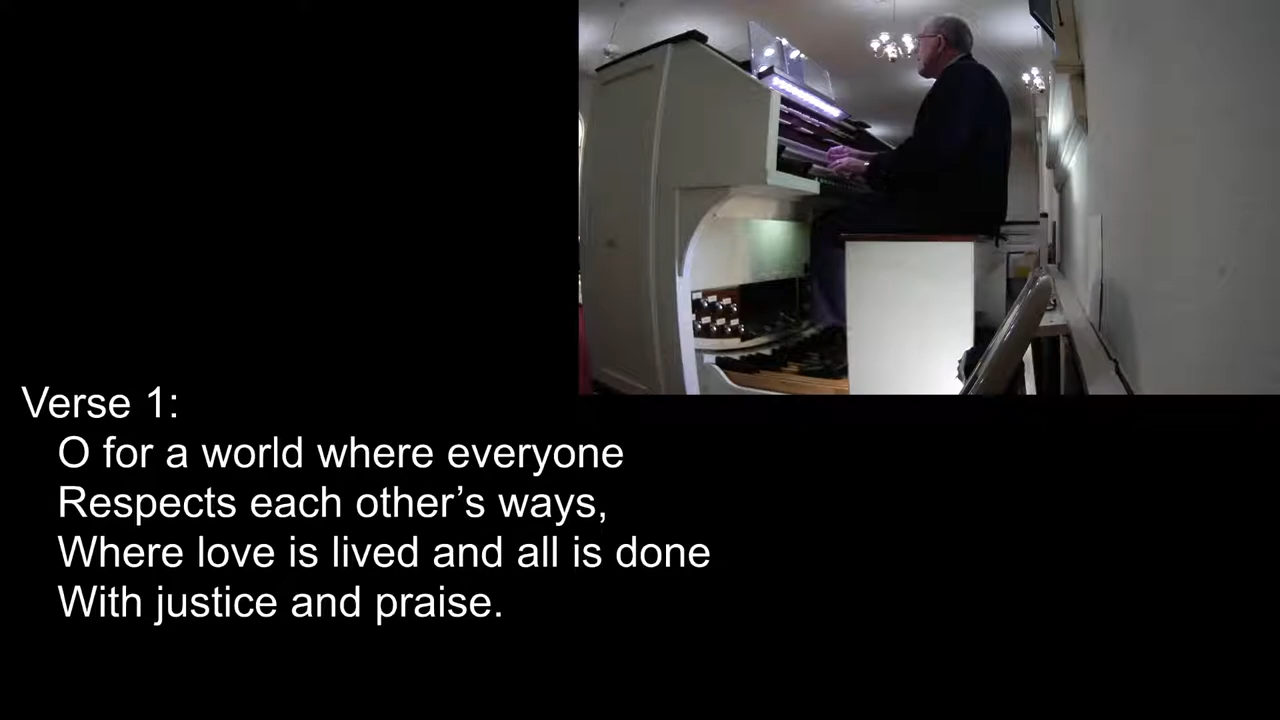 Verse 1:
O for a world where everyone
Respects each other’s ways,
Where love is lived and all is done
With justice and praise.